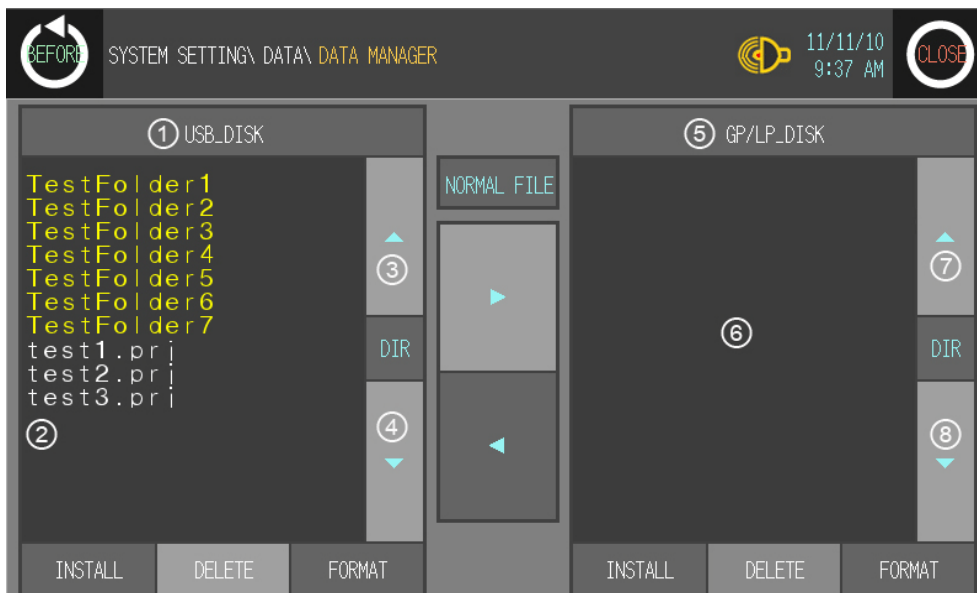 BEFORE
SYSTEM SETTING\ DATA\ DATA MANAGER
11/11/10
9:37 AM
CLOSE
① USB_DISK
TestFolder1
TestFolder2
TestFolder3
TestFolder4
TestFolder5
TestFolder6
TestFolder7
test1.prj
test2.prj
test3.prj
②
③
DIR
④
INSTALL
DELETE
FORMAT
NORMAL FILE
⑤ GP/LP_DISK
⑥
⑦
DIR
⑧
INSTALL
DELETE
FORMAT